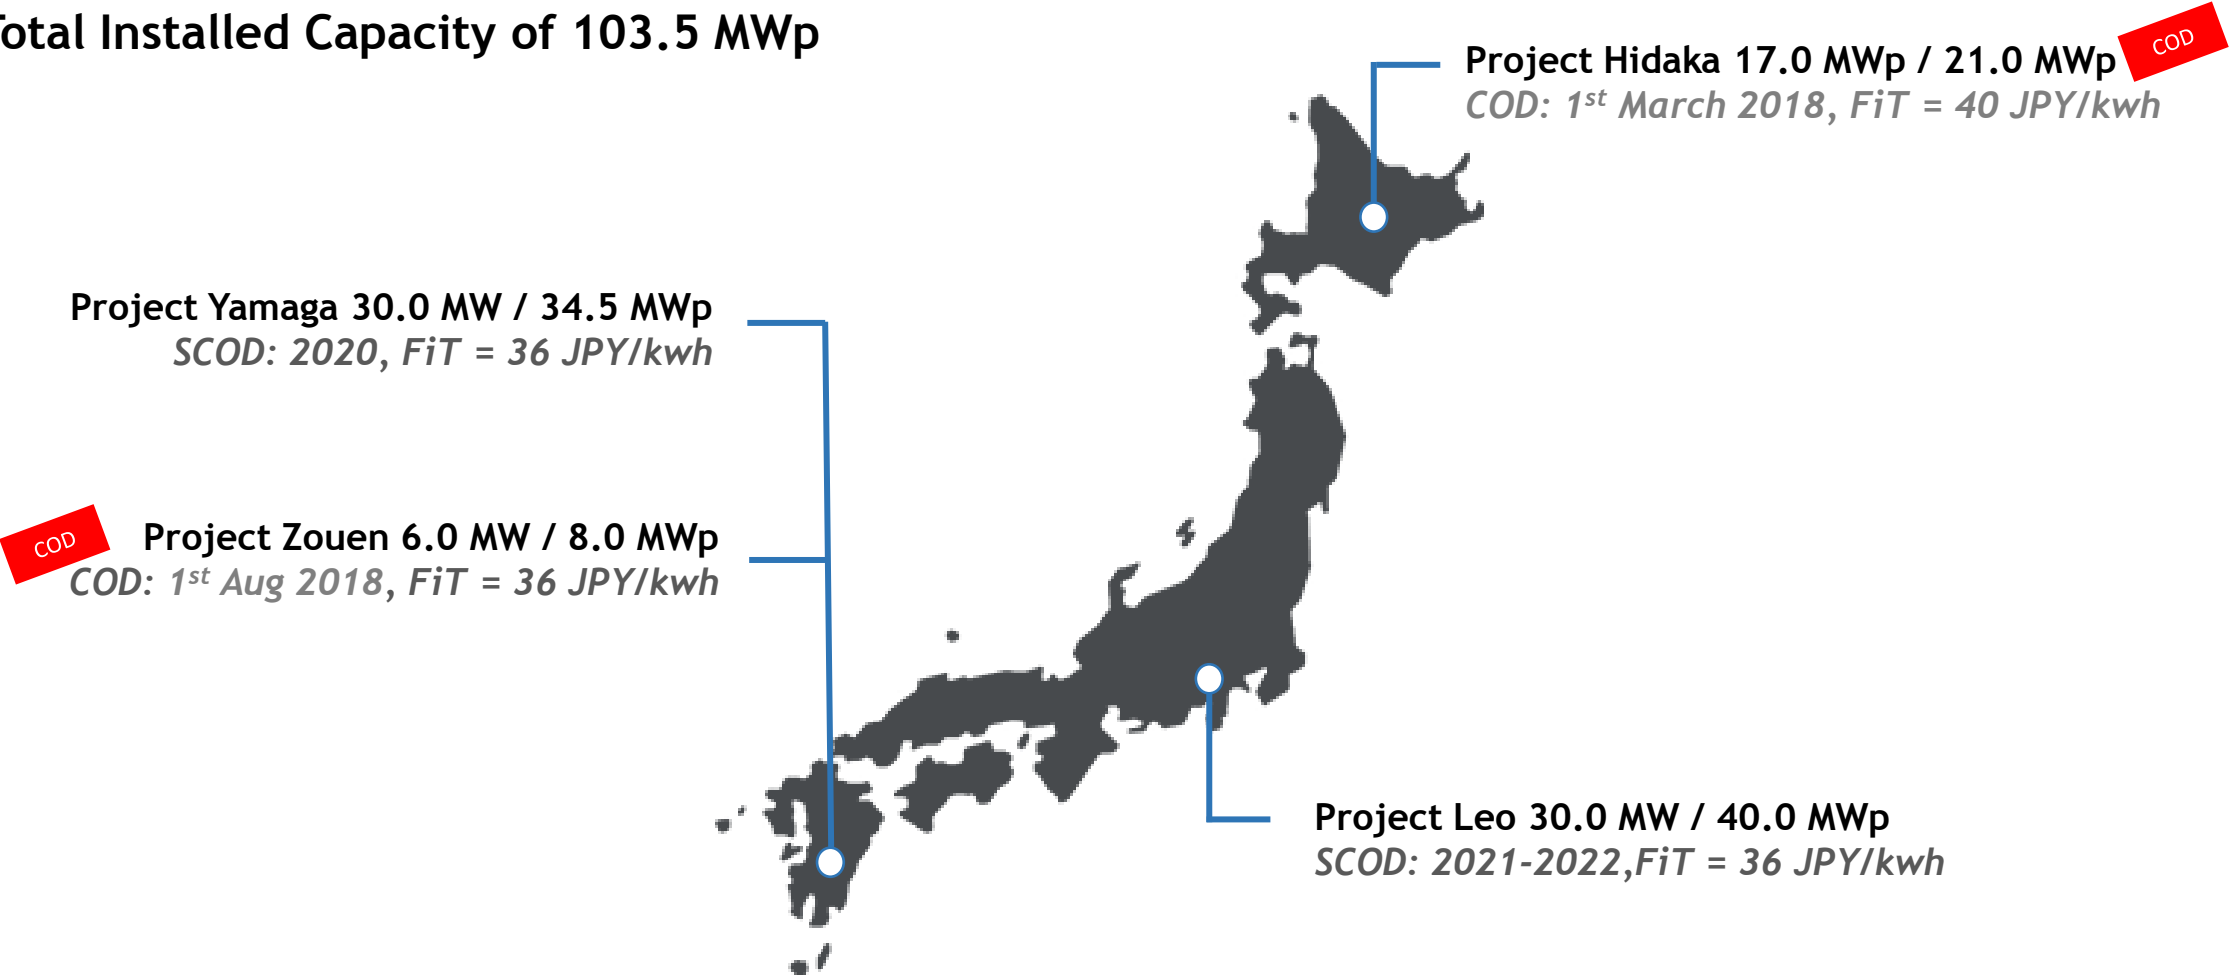 otal Installed Capacity of 103.5 MWp
Project Hidaka 17.0 MWp / 21.0 MWp
COD
COD: 1st March 2018, FiT = 40 JPY/kwh
Project Yamaga 30.0 MW / 34.5 MWp
SCOD: 2020, FiT = 36 JPY/kwh
COD
Project Zouen 6.0 MW / 8.0 MWp
COD: 1st Aug 2018, FiT = 36 JPY/kwh
Project Leo 30.0 MW / 40.0 MWp
SCOD: 2021-2022,FiT = 36 JPY/kwh